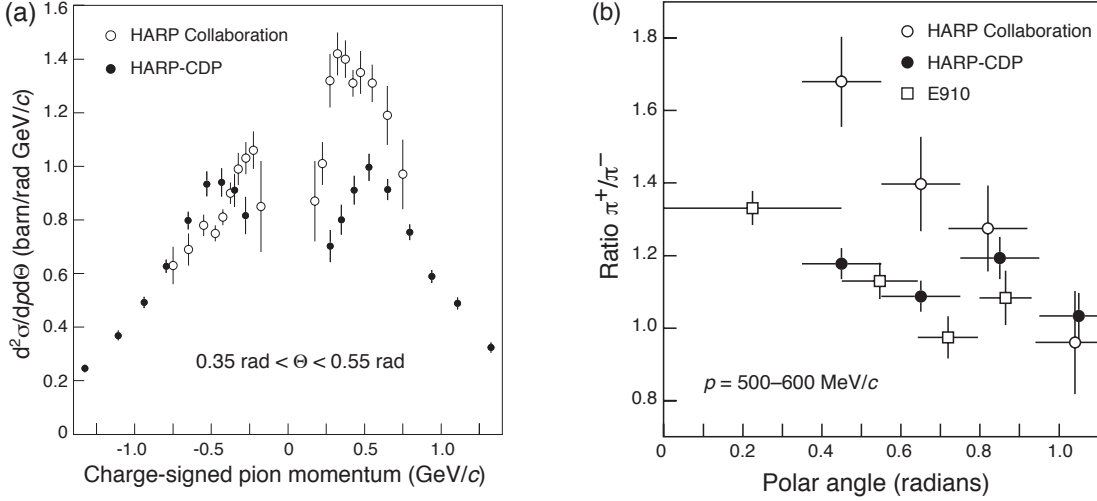 (a)
1.6
1.4
1.2
1.0
0.8
0.6
0.4
0.2
0
d²σ/dpdΘ (barn/rad GeV/c)
HARP Collaboration
HARP-CDP
0.35 rad < Θ < 0.55 rad
-1.0 -0.5 0 0.5 1.0
Charge-signed pion momentum (GeV/c)
(b)
1.8
1.6
1.4
1.2
1.0
0.8
Ratio π⁺/π⁻
HARP Collaboration
HARP-CDP
E910
p = 500–600 MeV/c
0 0.2 0.4 0.6 0.8 1.0
Polar angle (radians)